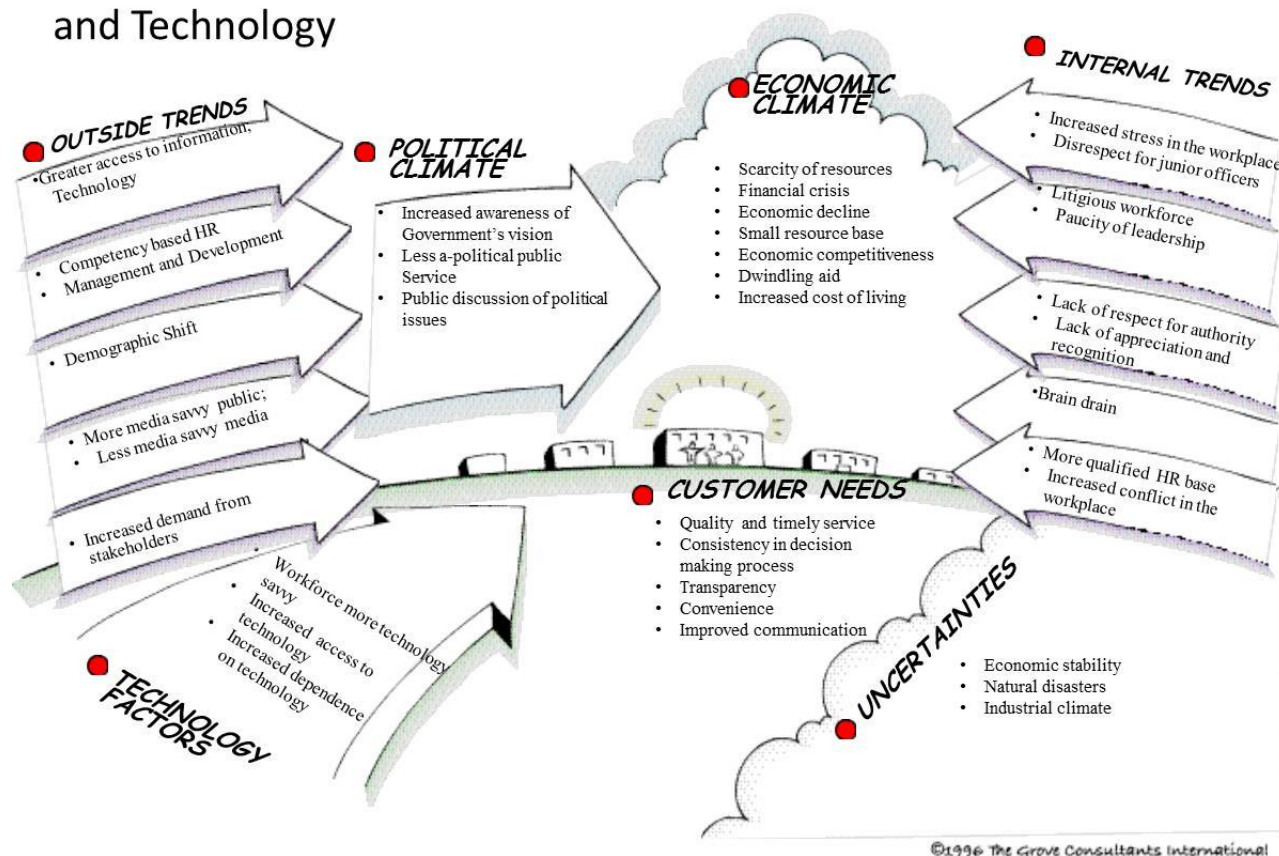 and Technology
OUTSIDE TRENDS
•Greater access to information;
Technology
• Competency based HR
• Management and Development
• Demographic Shift
• More media savvy public;
• Less media savvy media
• Increased demand from
stakeholders
POLITICAL
CLIMATE
• Increased awareness of
Government’s vision
• Less a-political public
Service
• Public discussion of political
issues
ECONOMIC
CLIMATE
• Scarcity of resources
• Financial crisis
• Economic decline
• Small resource base
• Economic competitiveness
• Dwindling aid
• Increased cost of living
INTERNAL TRENDS
• Increased stress in the workplace
• Disrespect for junior officers
• Litigious workforce
• Paucity of leadership
• Lack of respect for authority
• Lack of appreciation and
recognition
•Brain drain
• More qualified HR base
• Increased conflict in the
workplace
CUSTOMER NEEDS
• Quality and timely service
• Consistency in decision
making process
• Transparency
• Convenience
• Improved communication
TECHNOLOGY
FACTORS
• Workforce more technology
savvy
• Increased access to
technology
• Increased dependence
on technology
UNCERTAINTIES
• Economic stability
• Natural disasters
• Industrial climate
©1996 The Grove Consultants International